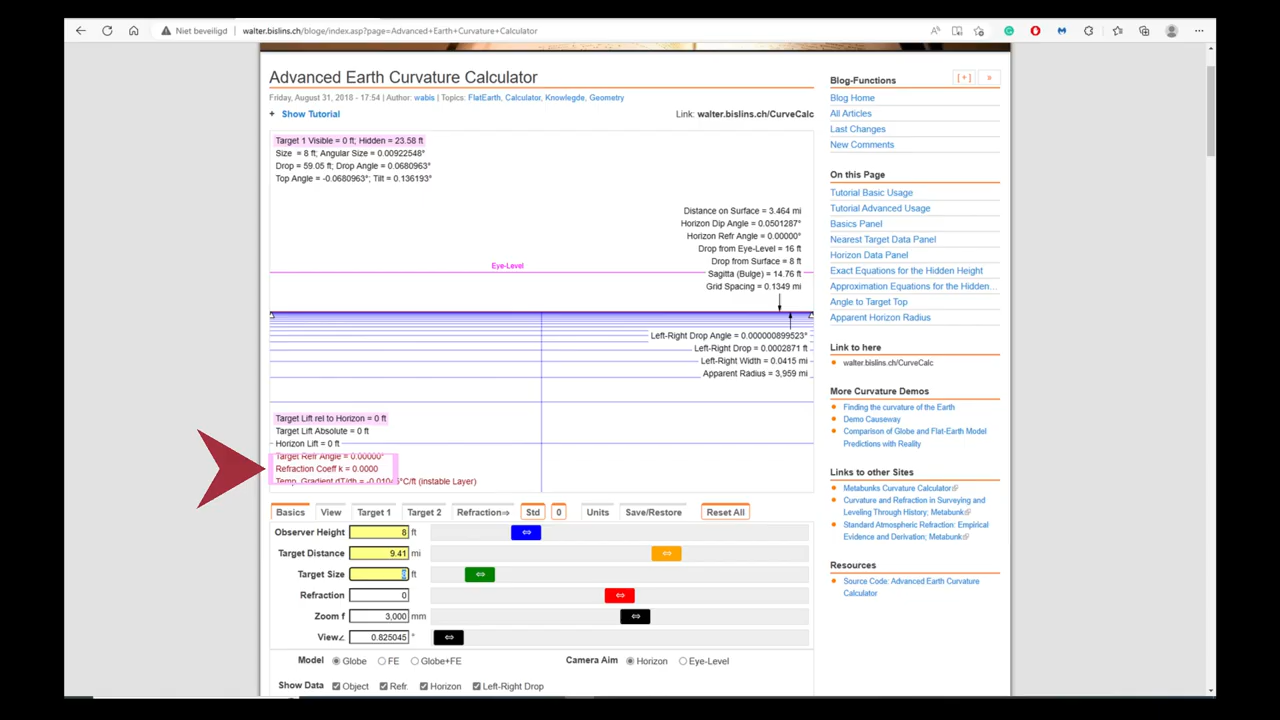 Niet beveiligd walter.bislins.ch/bloge/index.asp?page=Advanced+Earth+Curvature+Calculator
Advanced Earth Curvature Calculator
Friday, August 31, 2018 - 17:54 | Author: wabis | Topics: FlatEarth, Calculator, Knowlegde, Geometry
+ Show Tutorial
Link: walter.bislins.ch/CurveCalc
Target 1 Visible = 0 ft; Hidden = 23.58 ft
Size = 8 ft; Angular Size = 0.00922548°
Drop = 59.05 ft; Drop Angle = 0.0680963°
Top Angle = -0.0680963°; Tilt = 0.136193°
Distance on Surface = 3.464 mi
Horizon Dip Angle = 0.0501287°
Horizon Refr Angle = 0.00000°
Drop from Eye-Level = 16 ft
Drop from Surface = 8 ft
Sagitta (Bulge) = 14.76 ft
Grid Spacing = 0.1349 mi
Eye-Level
Left-Right Drop Angle = 0.000000899523°
Left-Right Drop = 0.0002871 ft
Left-Right Width = 0.0415 mi
Apparent Radius = 3,959 mi
Target Lift rel to Horizon = 0 ft
Target Lift Absolute = 0 ft
Horizon Lift = 0 ft
Target Refr Angle = 0.00000°
Refraction Coeff k = 0.0000
Temp. Gradient dT/dh = -0.010 °C/ft (instable Layer)
Basics View Target 1 Target 2 Refraction⇒ Std 0 Units Save/Restore Reset All
Observer Height 8 ft
Target Distance 9.41 mi
Target Size ft
Refraction 0
Zoom f 3,000 mm
View∠ 0.825045 °
Model Globe FE Globe+FE Camera Aim Horizon Eye-Level
Show Data Object Refr. Horizon Left-Right Drop
Blog-Functions [+] »
Blog Home
All Articles
Last Changes
New Comments
On this Page
Tutorial Basic Usage
Tutorial Advanced Usage
Basics Panel
Nearest Target Data Panel
Horizon Data Panel
Exact Equations for the Hidden Height
Approximation Equations for the Hidden...
Angle to Target Top
Apparent Horizon Radius
Link to here
walter.bislins.ch/CurveCalc
More Curvature Demos
Finding the curvature of the Earth
Demo Causeway
Comparison of Globe and Flat-Earth Model
Predictions with Reality
Links to other Sites
Metabunks Curvature Calculator
Curvature and Refraction in Surveying and
Leveling Through History; Metabunk
Standard Atmospheric Refraction: Empirical
Evidence and Derivation; Metabunk
Resources
Source Code: Advanced Earth Curvature
Calculator